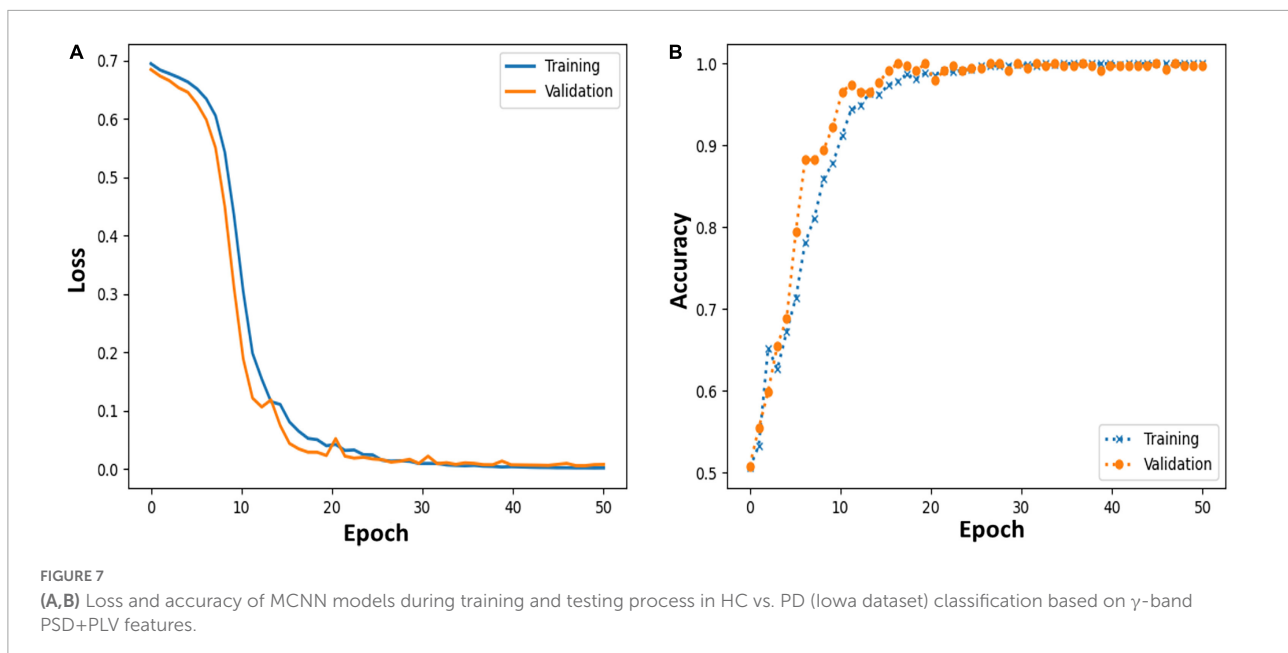 A
0.7
0.6
0.5
0.4
0.3
0.2
0.1
0.0
Loss
0 10 20 30 40 50
Epoch
Training
Validation
B
1.0
0.9
0.8
0.7
0.6
0.5
Accuracy
0 10 20 30 40 50
Epoch
Training
Validation
FIGURE 7
(A,B) Loss and accuracy of MCNN models during training and testing process in HC vs. PD (Iowa dataset) classification based on γ-band
PSD+PLV features.